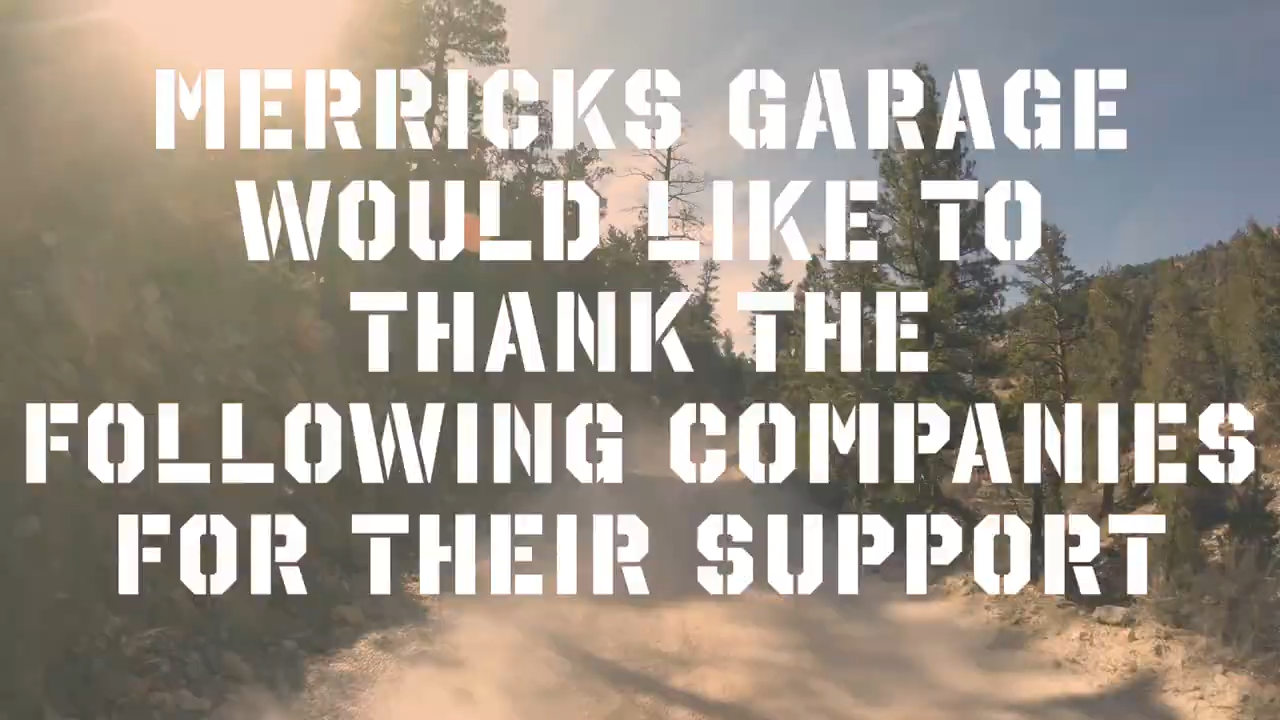 MERRICKS GARAGE
WOULD LIKE TO
THANK THE
FOLLOWING COMPANIES
FOR THEIR SUPPORT